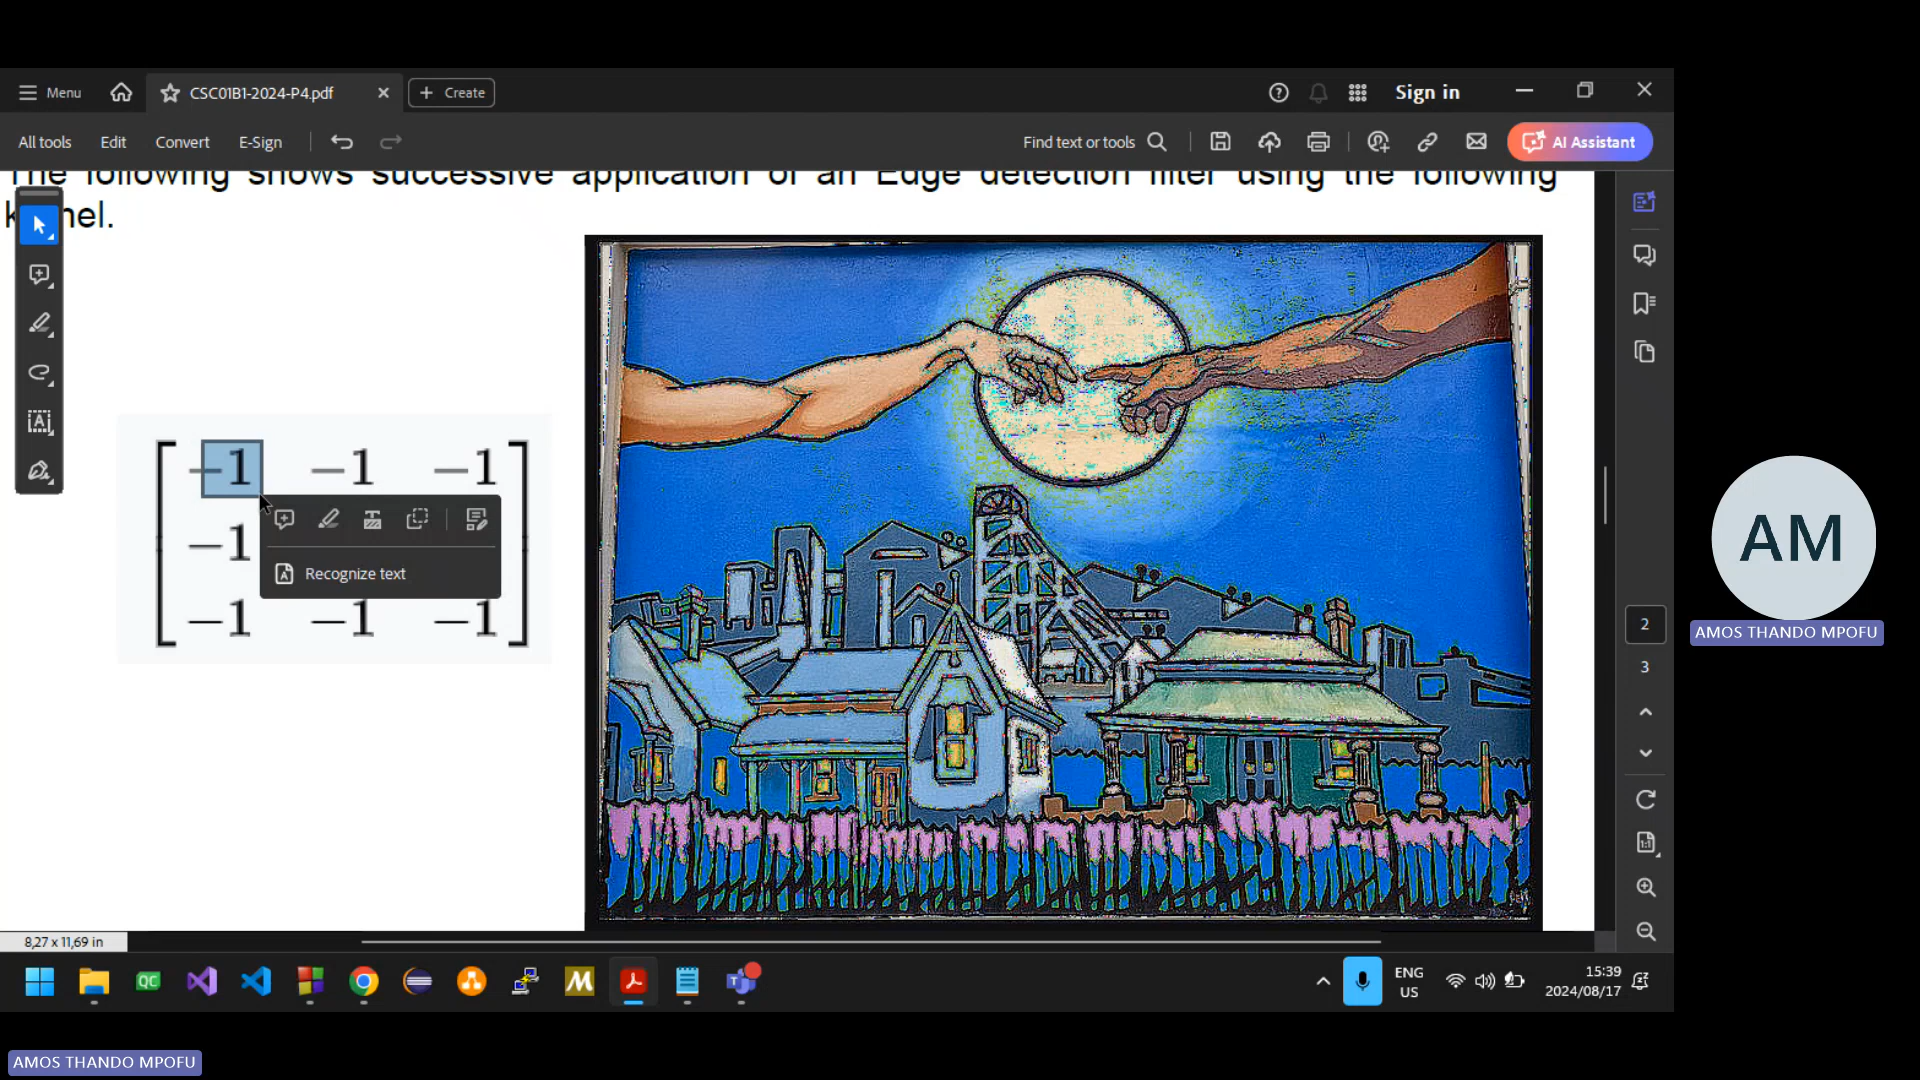 Menu
CSC01B1-2024-P4.pdf
Create
Sign in
All tools
Edit
Convert
E-Sign
Find text or tools
AI Assistant
The following shows successive application of an Edge detection filter using the following
nel.
−1 −1 −1
−1
−1 −1 −1
Recognize text
AM
AMOS THANDO MPOFU
2
3
8,27 x 11,69 in
QC
M
ENG
US
15:39
2024/08/17
AMOS THANDO MPOFU